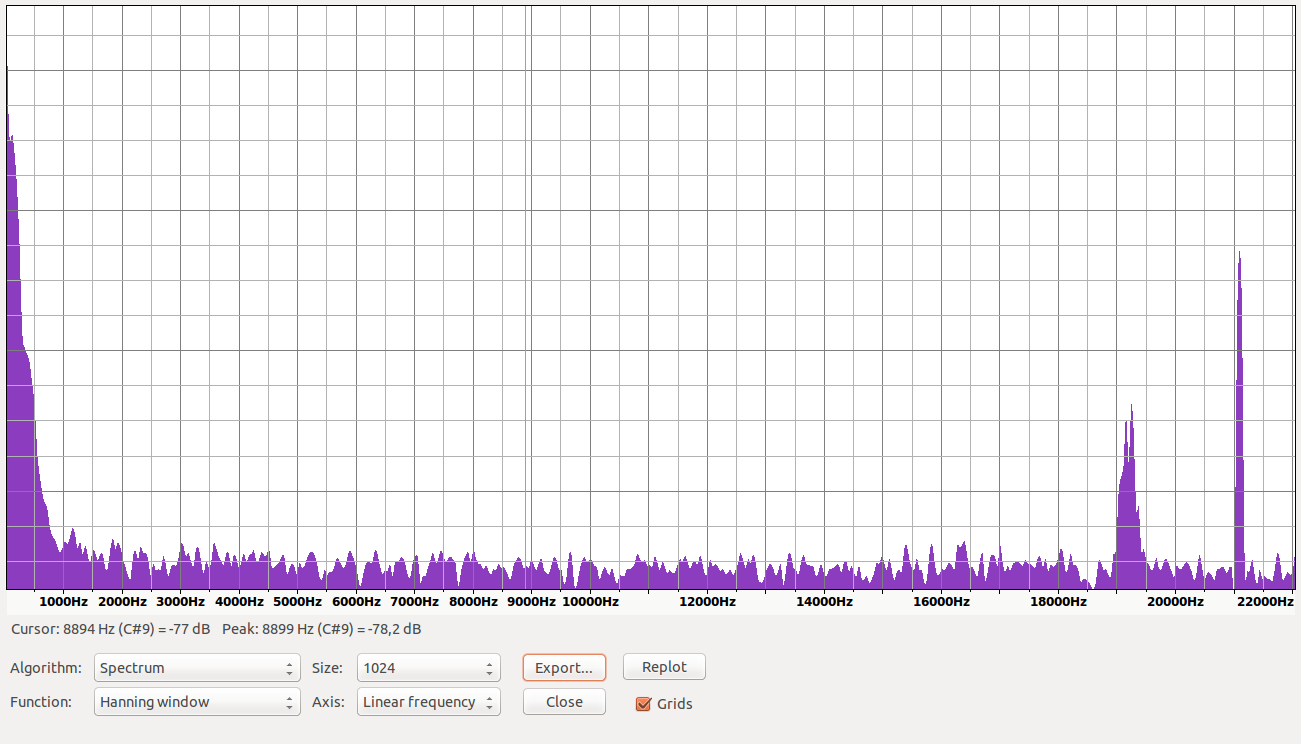 1000Hz 2000Hz 3000Hz 4000Hz 5000Hz 6000Hz 7000Hz 8000Hz 9000Hz 10000Hz 12000Hz 14000Hz 16000Hz 18000Hz 20000Hz 22000Hz
Cursor: 8894 Hz (C#9) = -77 dB Peak: 8899 Hz (C#9) = -78,2 dB
Algorithm: Spectrum Size: 1024 Export... Replot
Function: Hanning window Axis: Linear frequency Close Grids